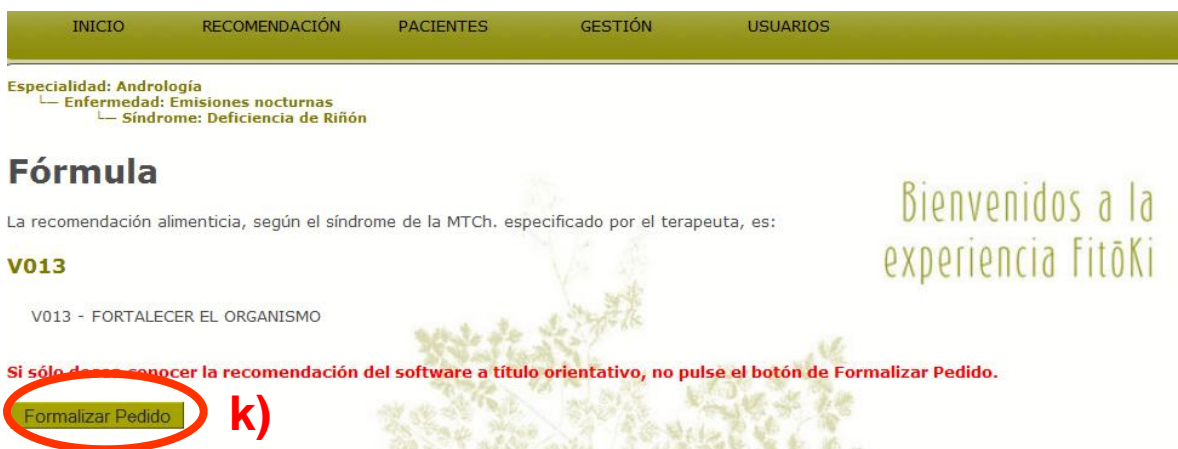 INICIO RECOMENDACIÓN PACIENTES GESTIÓN USUARIOS
Especialidad: Andrología
└─ Enfermedad: Emisiones nocturnas
└─ Síndrome: Deficiencia de Riñón
Fórmula
La recomendación alimenticia, según el síndrome de la MTCh. especificado por el terapeuta, es:
Bienvenidos a la
experiencia FitōKi
V013
V013 - FORTALECER EL ORGANISMO
Si sólo desea conocer la recomendación del software a título orientativo, no pulse el botón de Formalizar Pedido.
Formalizar Pedido k)